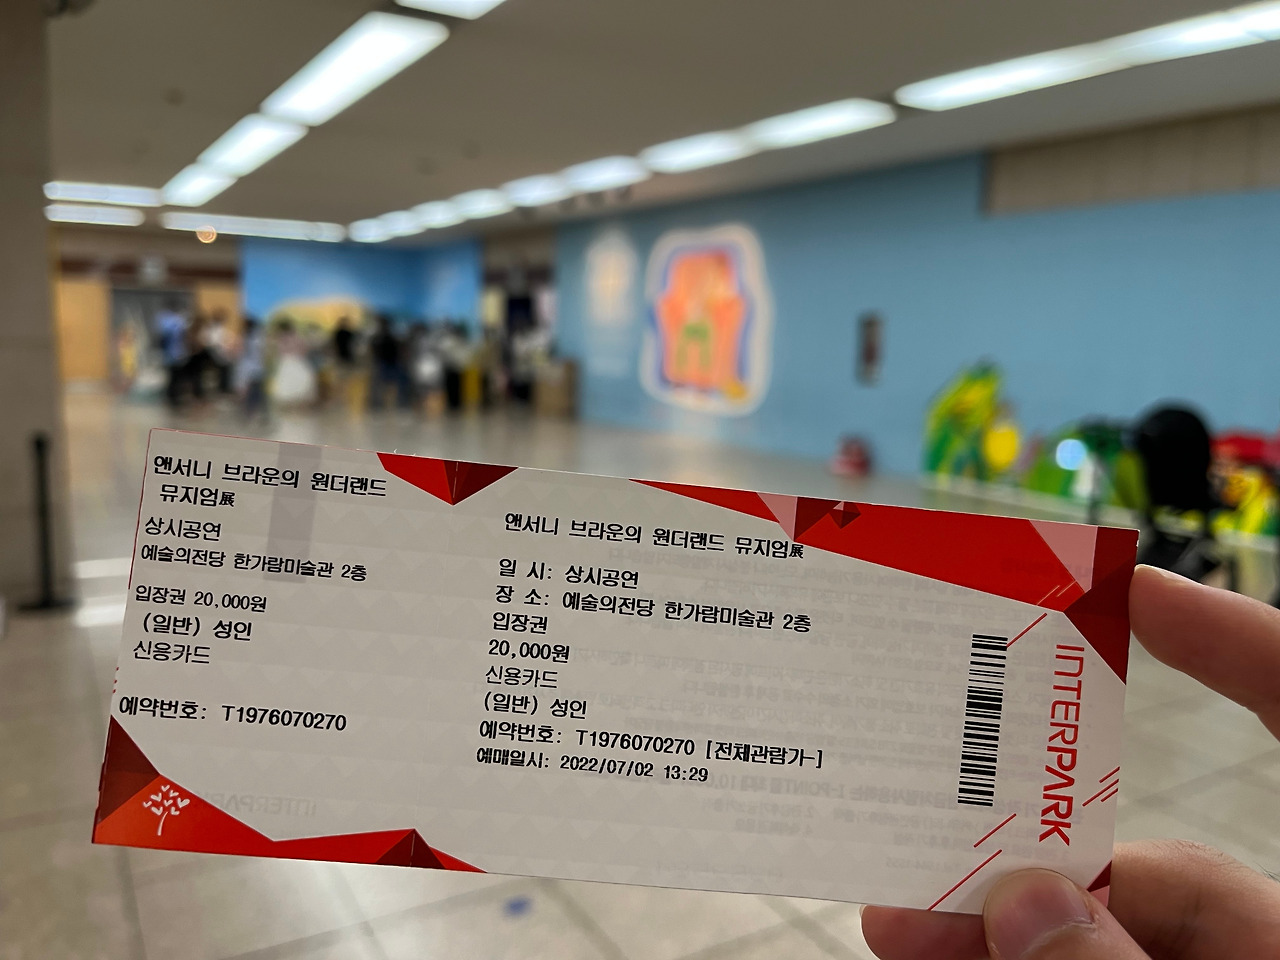 앤서니 브라운의 원더랜드
뮤지엄展
상시공연
예술의전당 한가람미술관 2층
입장권 20,000원
(일반) 성인
신용카드
예약번호: T1976070270
앤서니 브라운의 원더랜드 뮤지엄展
일 시: 상시공연
장 소: 예술의전당 한가람미술관 2층
입장권
20,000원
신용카드
(일반) 성인
예약번호: T1976070270 [전체관람가-]
예매일시: 2022/07/02 13:29
INTERPARK